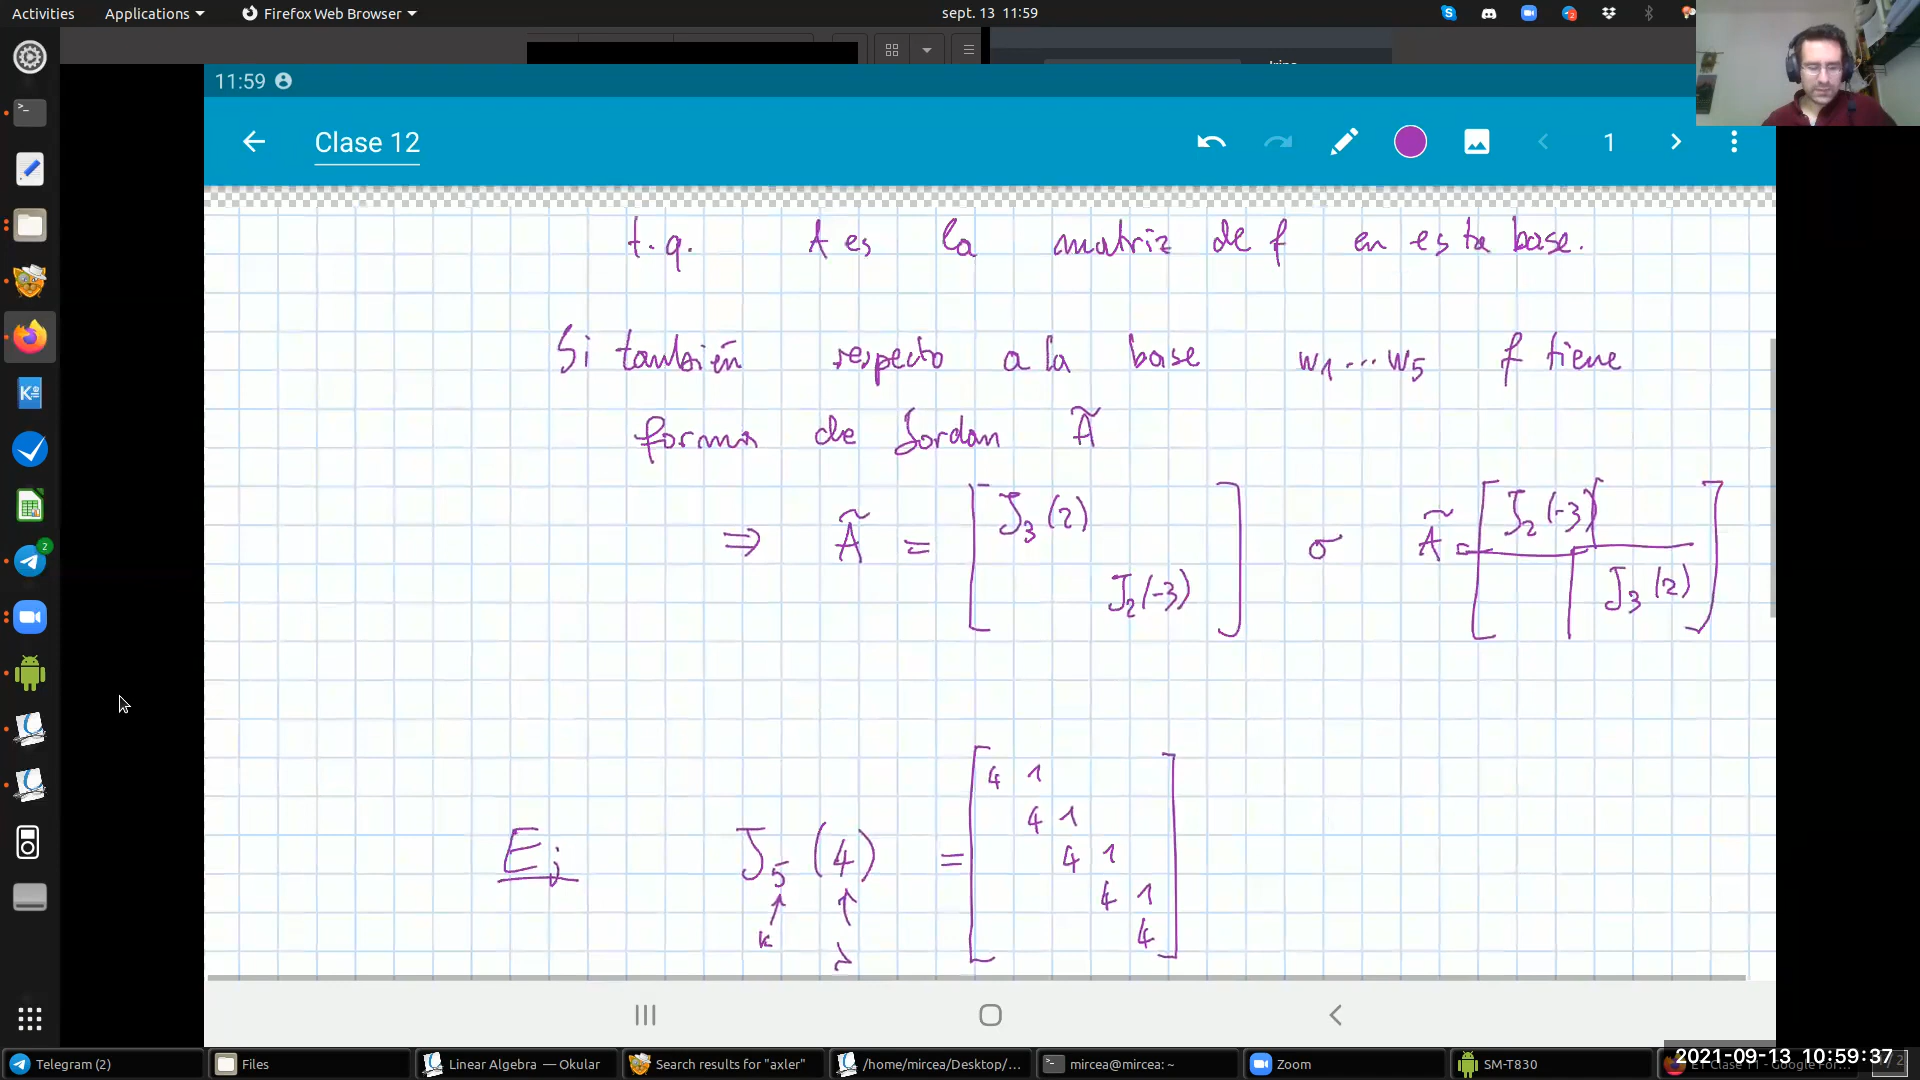 Activities Applications Firefox Web Browser sept. 13 11:59
11:59
Clase 12 1
t.q. A es la matriz de f en esta base.
Si también respecto a la base w1...w5 f tiene
forma de Jordan Ã
⇒ Ã = [ J3(2) J2(-3) ] o Ã = [ J2(-3) J3(2) ]
Ej J5(4) = [ 4 1
4 1
4 1
4 1
4 ]
k λ
Telegram (2) Files Linear Algebra — Okular Search results for "axler" /home/mircea/Desktop/... mircea@mircea: ~ Zoom SM-T830
2021-09-13 10:59:37